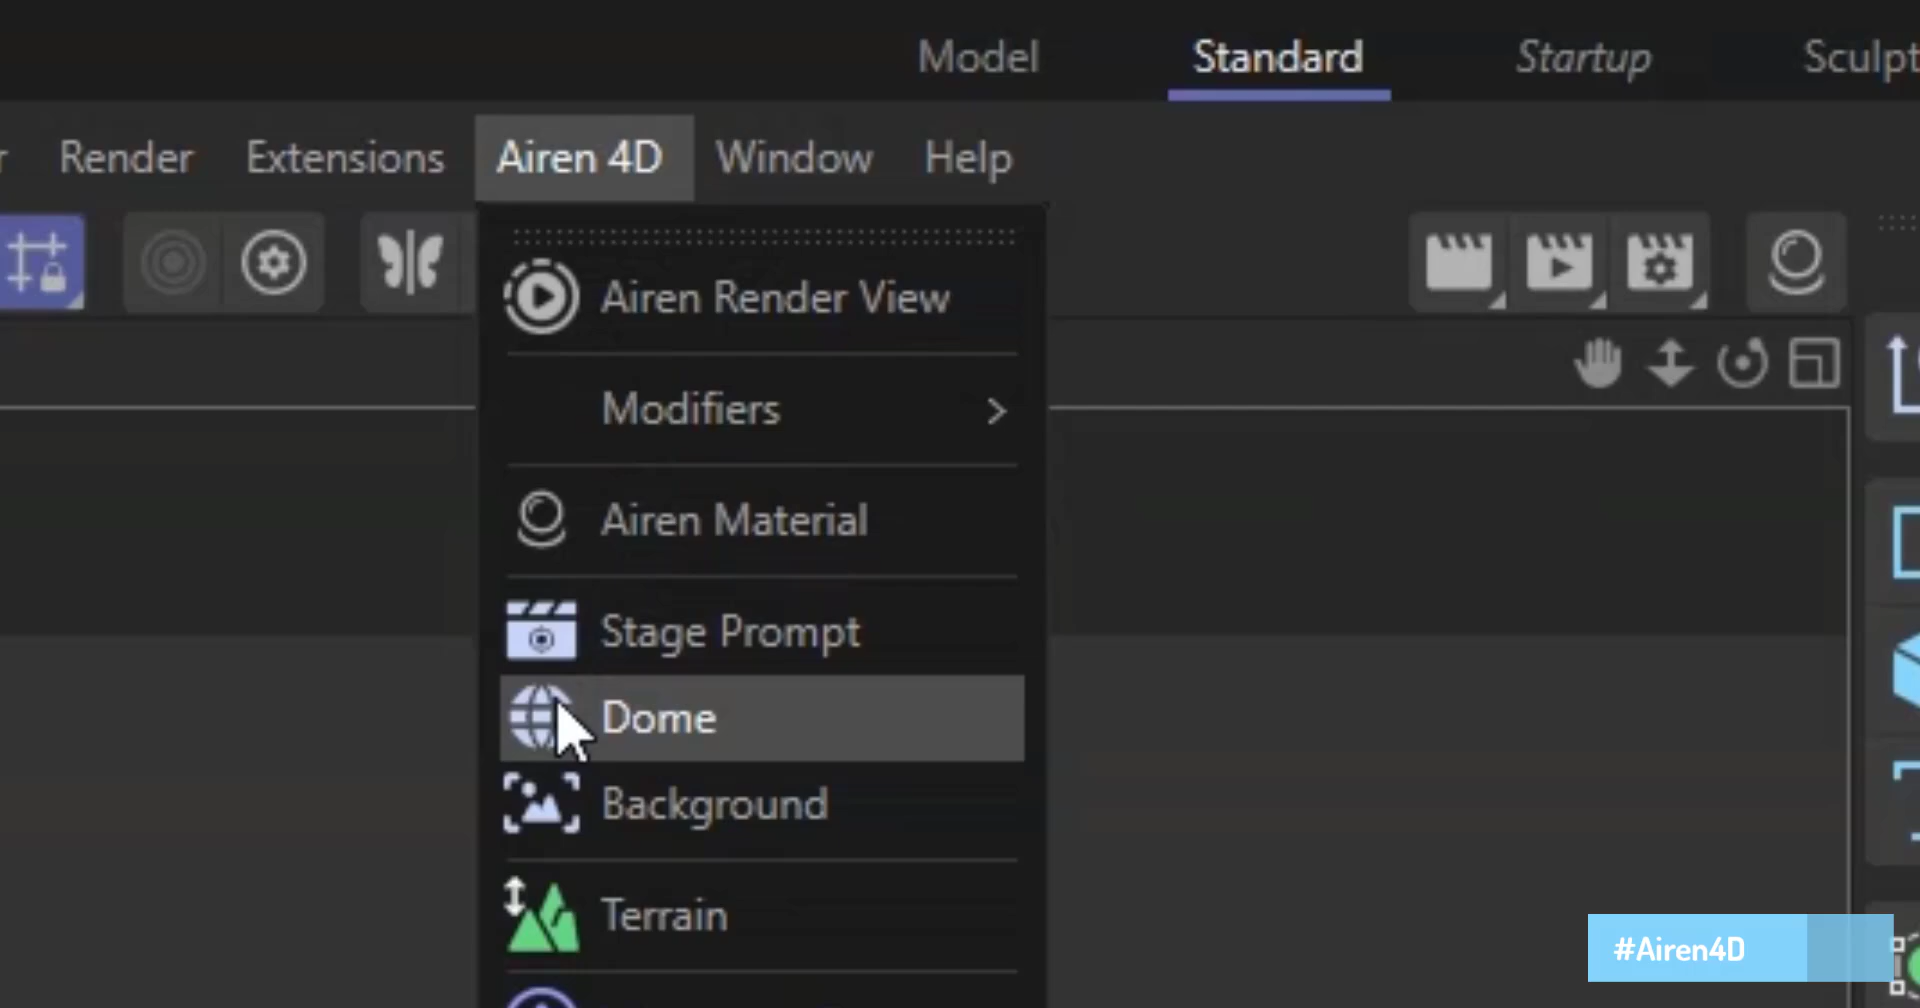 Model Standard Startup Sculpt
Render Extensions Airen 4D Window Help
Airen Render View
Modifiers
Airen Material
Stage Prompt
Dome
Background
Terrain
#Airen4D